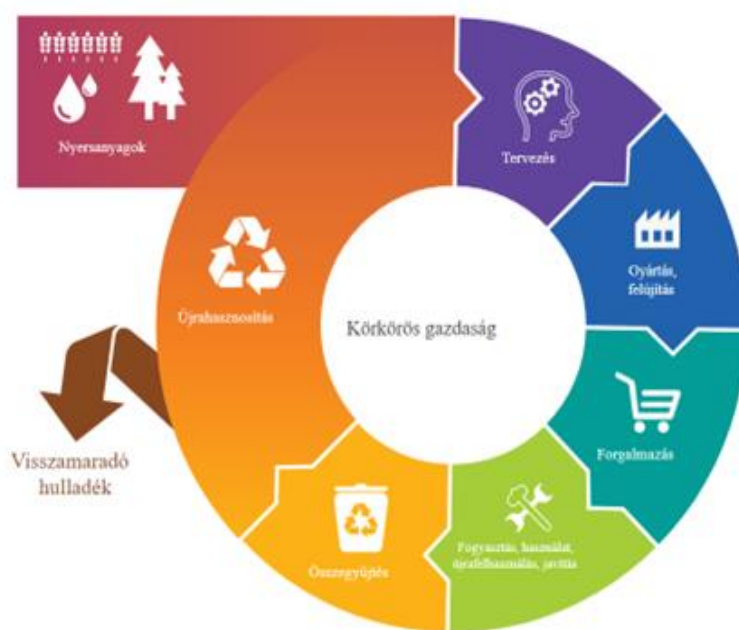 Nyersanyagok
Tervezés
Gyártás,
felújítás
Újrahasznosítás
Körkörös gazdaság
Forgalmazás
Visszamaradó
hulladék
Fogyasztás, használat,
újrafelhasználás, javítás
Összegyűjtés